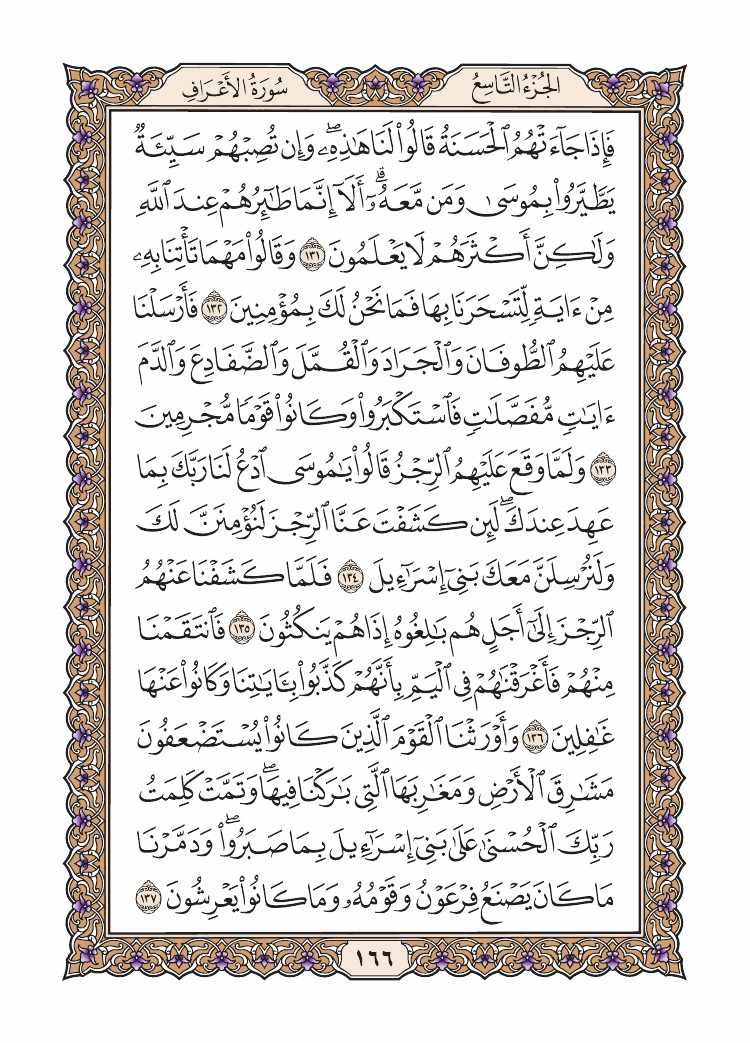 الجُزْءُ التَّاسِعُ
سُورَةُ الأَعْرَافِ
فَإِذَا جَآءَتْهُمُ ٱلْحَسَنَةُ قَالُوا۟ لَنَا هَٰذِهِۦ ۖ وَإِن تُصِبْهُمْ سَيِّئَةٌ
يَطَّيَّرُوا۟ بِمُوسَىٰ وَمَن مَّعَهُۥٓ ۗ أَلَآ إِنَّمَا طَٰٓئِرُهُمْ عِندَ ٱللَّهِ
وَلَٰكِنَّ أَكْثَرَهُمْ لَا يَعْلَمُونَ ١٣١ وَقَالُوا۟ مَهْمَا تَأْتِنَا بِهِۦ
مِنْ ءَايَةٍ لِّتَسْحَرَنَا بِهَا فَمَا نَحْنُ لَكَ بِمُؤْمِنِينَ ١٣٢ فَأَرْسَلْنَا
عَلَيْهِمُ ٱلطُّوفَانَ وَٱلْجَرَادَ وَٱلْقُمَّلَ وَٱلضَّفَادِعَ وَٱلدَّمَ
ءَايَٰتٍ مُّفَصَّلَٰتٍ فَٱسْتَكْبَرُوا۟ وَكَانُوا۟ قَوْمًا مُّجْرِمِينَ
١٣٣ وَلَمَّا وَقَعَ عَلَيْهِمُ ٱلرِّجْزُ قَالُوا۟ يَٰمُوسَى ٱدْعُ لَنَا رَبَّكَ بِمَا
عَهِدَ عِندَكَ ۖ لَئِن كَشَفْتَ عَنَّا ٱلرِّجْزَ لَنُؤْمِنَنَّ لَكَ
وَلَنُرْسِلَنَّ مَعَكَ بَنِىٓ إِسْرَٰٓءِيلَ ١٣٤ فَلَمَّا كَشَفْنَا عَنْهُمُ
ٱلرِّجْزَ إِلَىٰٓ أَجَلٍ هُم بَٰلِغُوهُ إِذَا هُمْ يَنكُثُونَ ١٣٥ فَٱنتَقَمْنَا
مِنْهُمْ فَأَغْرَقْنَٰهُمْ فِى ٱلْيَمِّ بِأَنَّهُمْ كَذَّبُوا۟ بِـَٔايَٰتِنَا وَكَانُوا۟ عَنْهَا
غَٰفِلِينَ ١٣٦ وَأَوْرَثْنَا ٱلْقَوْمَ ٱلَّذِينَ كَانُوا۟ يُسْتَضْعَفُونَ
مَشَٰرِقَ ٱلْأَرْضِ وَمَغَٰرِبَهَا ٱلَّتِى بَٰرَكْنَا فِيهَا ۖ وَتَمَّتْ كَلِمَتُ
رَبِّكَ ٱلْحُسْنَىٰ عَلَىٰ بَنِىٓ إِسْرَٰٓءِيلَ بِمَا صَبَرُوا۟ ۖ وَدَمَّرْنَا
مَا كَانَ يَصْنَعُ فِرْعَوْنُ وَقَوْمُهُۥ وَمَا كَانُوا۟ يَعْرِشُونَ ١٣٧
١٦٦